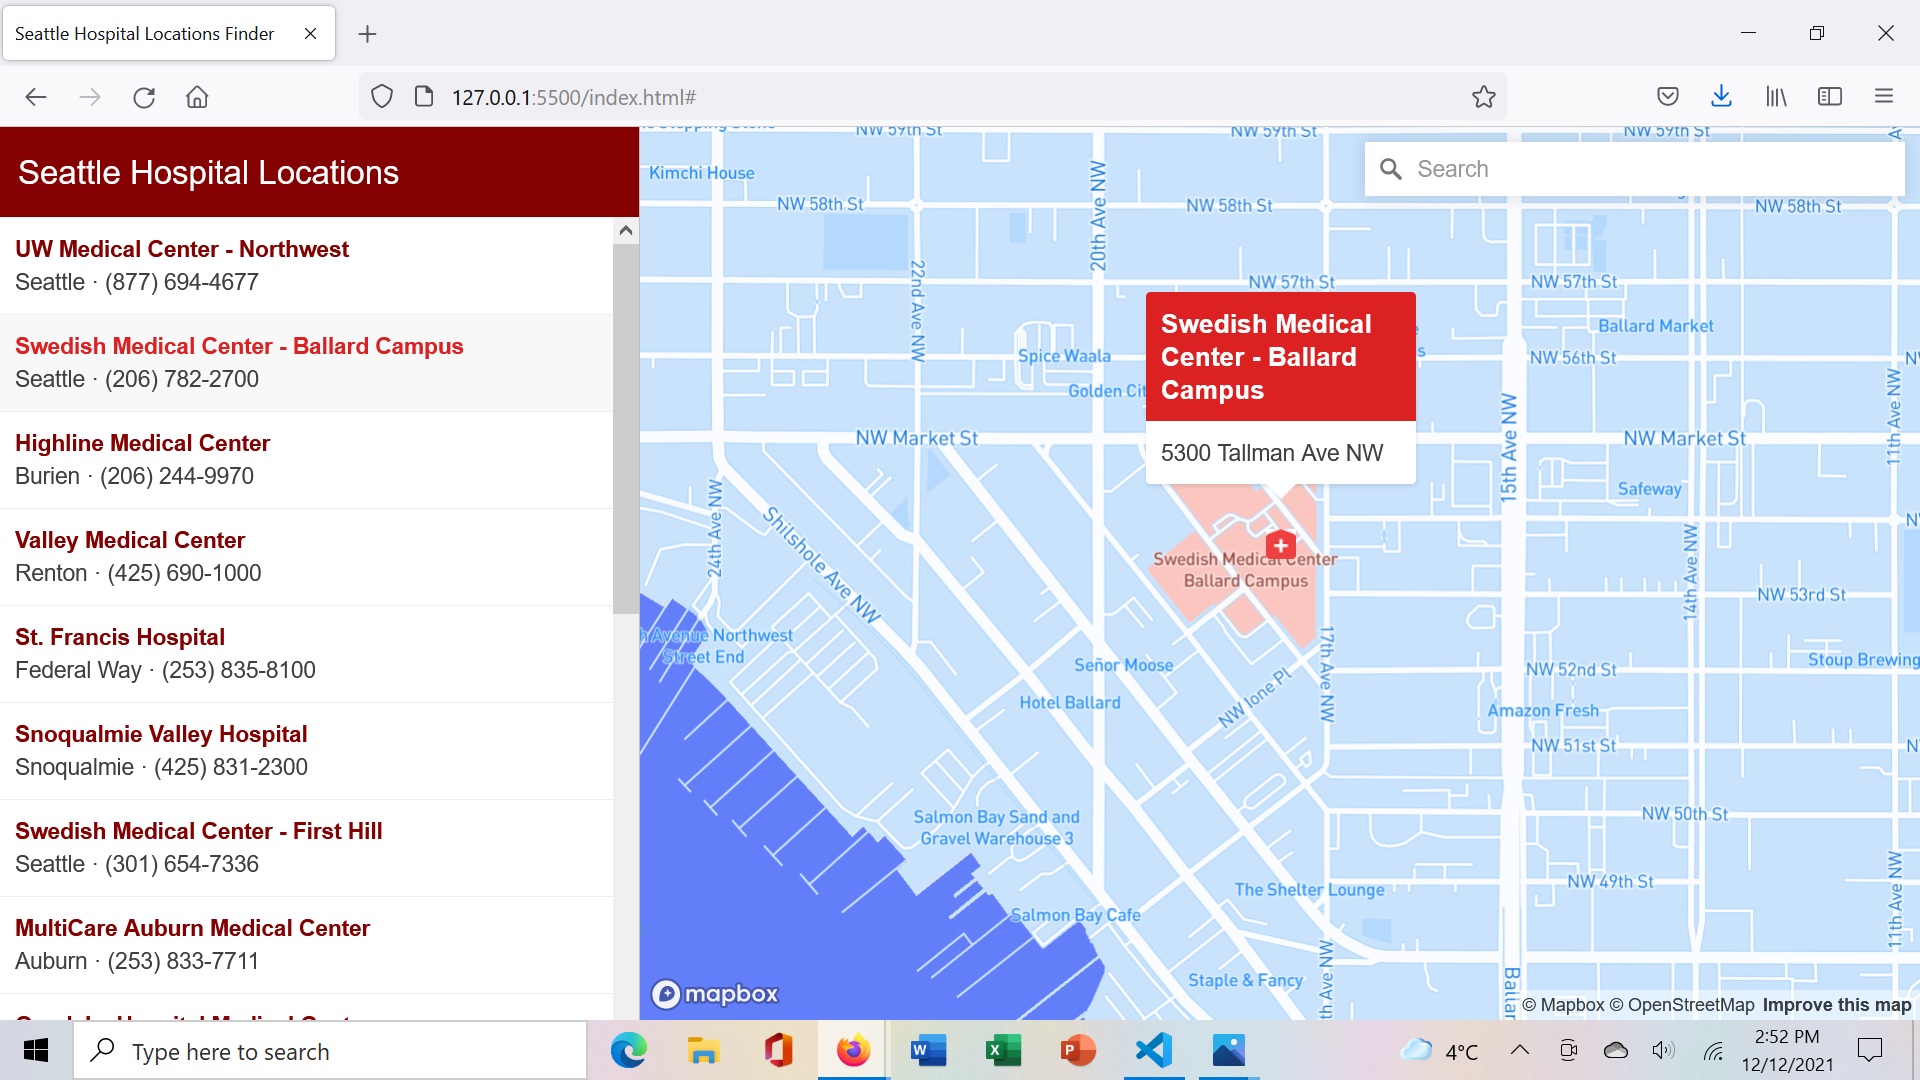 Seattle Hospital Locations Finder
127.0.0.1:5500/index.html#
Seattle Hospital Locations
UW Medical Center - Northwest
Seattle · (877) 694-4677
Swedish Medical Center - Ballard Campus
Seattle · (206) 782-2700
Highline Medical Center
Burien · (206) 244-9970
Valley Medical Center
Renton · (425) 690-1000
St. Francis Hospital
Federal Way · (253) 835-8100
Snoqualmie Valley Hospital
Snoqualmie · (425) 831-2300
Swedish Medical Center - First Hill
Seattle · (301) 654-7336
MultiCare Auburn Medical Center
Auburn · (253) 833-7711
Search
NW 59th St
NW 59th St
NW 59th St
Kimchi House
NW 58th St
NW 58th St
NW 58th St
20th Ave NW
22nd Ave NW
NW 57th St
NW 57th St
Swedish Medical
Center - Ballard
Campus
5300 Tallman Ave NW
Ballard Market
Spice Waala
NW 56th St
Golden Cit
NW Market St
NW Market St
11th Ave NW
15th Ave NW
Safeway
24th Ave NW
Shilshole Ave NW
14th Ave NW
Swedish Medical Center
Ballard Campus
NW 53rd St
h Avenue Northwest
Street End
Señor Moose
17th Ave NW
Stoup Brewing
NW 52nd St
Hotel Ballard
NW Ione Pl
Amazon Fresh
NW 51st St
Salmon Bay Sand and
Gravel Warehouse 3
NW 50th St
NW 49th St
The Shelter Lounge
11th Ave NW
Salmon Bay Cafe
Staple & Fancy
th Ave NW
Ballar
mapbox
© Mapbox © OpenStreetMap Improve this map
Type here to search
4°C
2:52 PM
12/12/2021